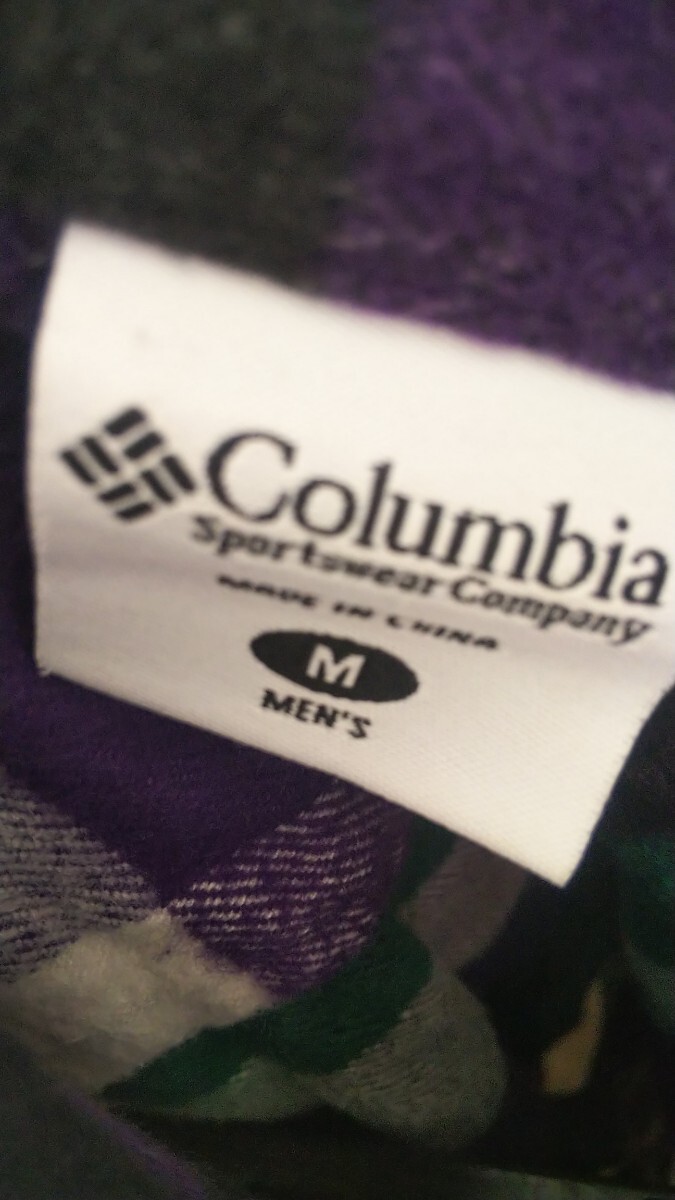 Columbia
Sportswear Company
MADE IN CHINA
M
MEN'S